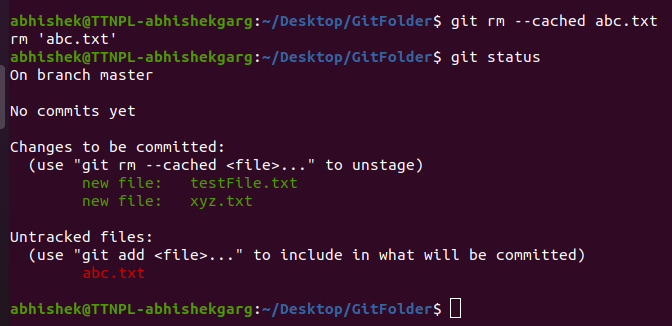 abhishek@TTNPL-abhishekgarg:~/Desktop/GitFolder$ git rm --cached abc.txt
rm 'abc.txt'
abhishek@TTNPL-abhishekgarg:~/Desktop/GitFolder$ git status
On branch master
No commits yet
Changes to be committed:
  (use "git rm --cached <file>..." to unstage)
        new file:   testFile.txt
        new file:   xyz.txt
Untracked files:
  (use "git add <file>..." to include in what will be committed)
        abc.txt
abhishek@TTNPL-abhishekgarg:~/Desktop/GitFolder$